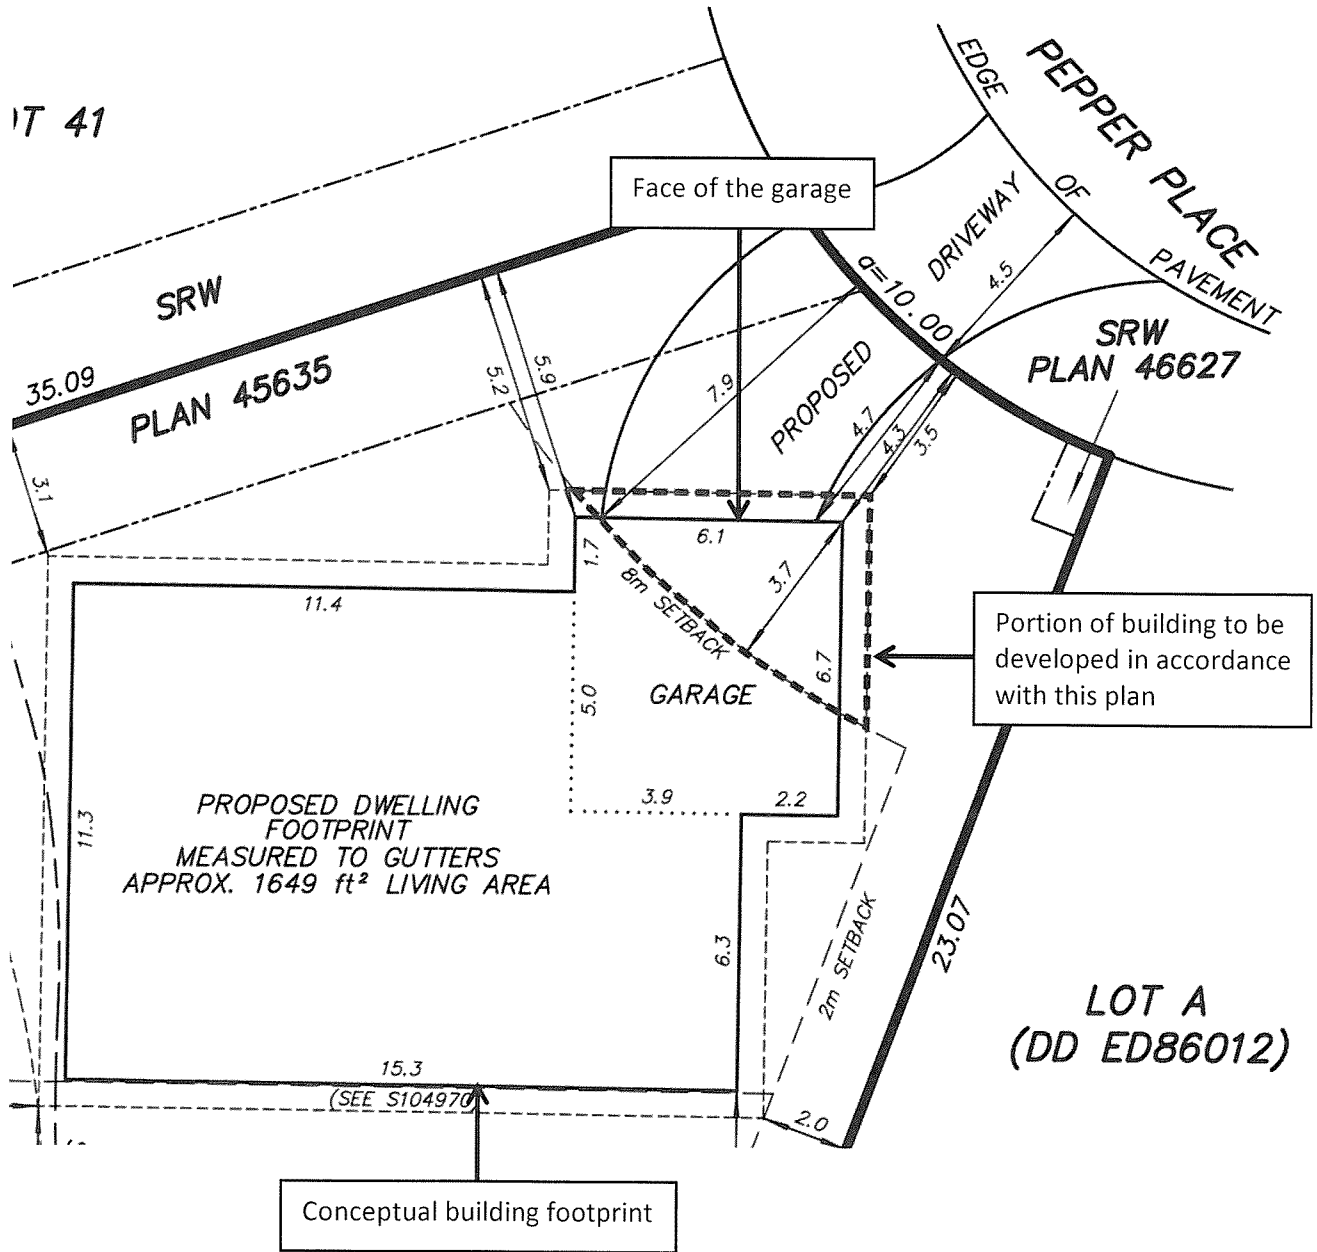 PEPPER PLACE
EDGE
OF
PAVEMENT
T 41
Face of the garage
DRIVEWAY
4.5
a=10.00
SRW
SRW
PLAN 46627
35.09
PLAN 45635
5.2
5.9
7.9
PROPOSED
4.7
4.3
3.5
3.1
6.1
1.7
3.7
8m SETBACK
11.4
Portion of building to be
developed in accordance
with this plan
6.7
5.0
GARAGE
3.9
2.2
11.3
PROPOSED DWELLING
FOOTPRINT
MEASURED TO GUTTERS
APPROX. 1649 ft² LIVING AREA
6.3
2m SETBACK
23.07
LOT A
(DD ED86012)
15.3
(SEE S104970
2.0
Conceptual building footprint